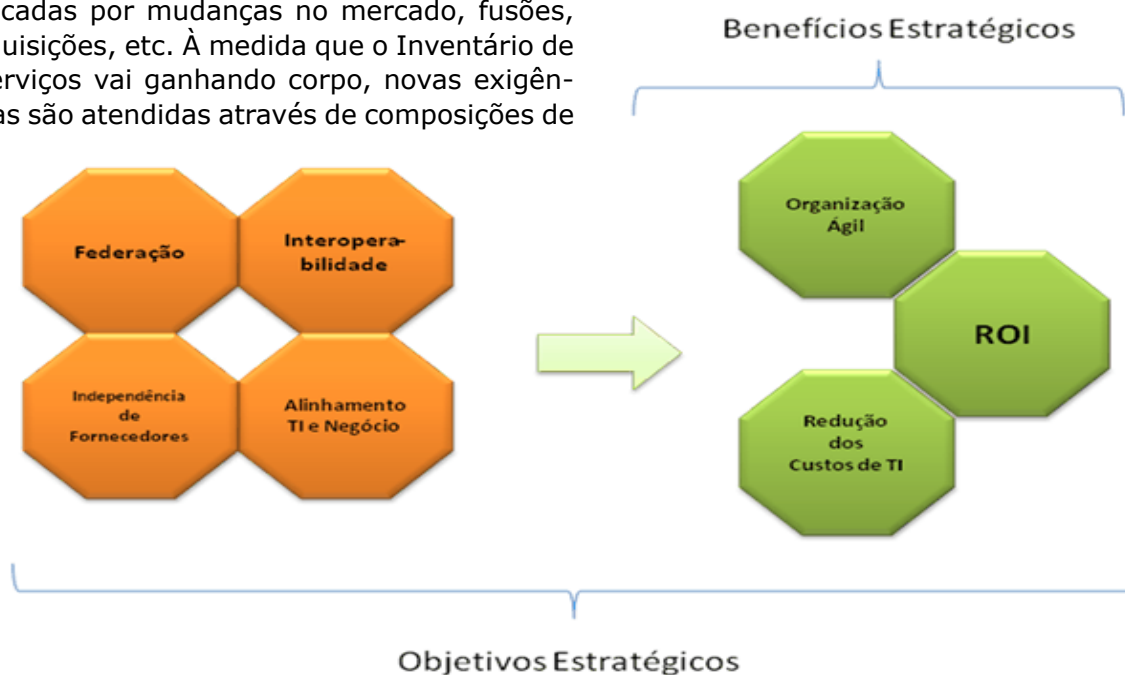 cadas por mudanças no mercado, fusões,
uisições, etc. À medida que o Inventário de
erviços vai ganhando corpo, novas exigên-
as são atendidas através de composições de
Benefícios Estratégicos
Federação
Interopera-
bilidade
Independência
de
Fornecedores
Alinhamento
TI e Negócio
Organização
Ágil
ROI
Redução
dos
Custos de TI
Objetivos Estratégicos